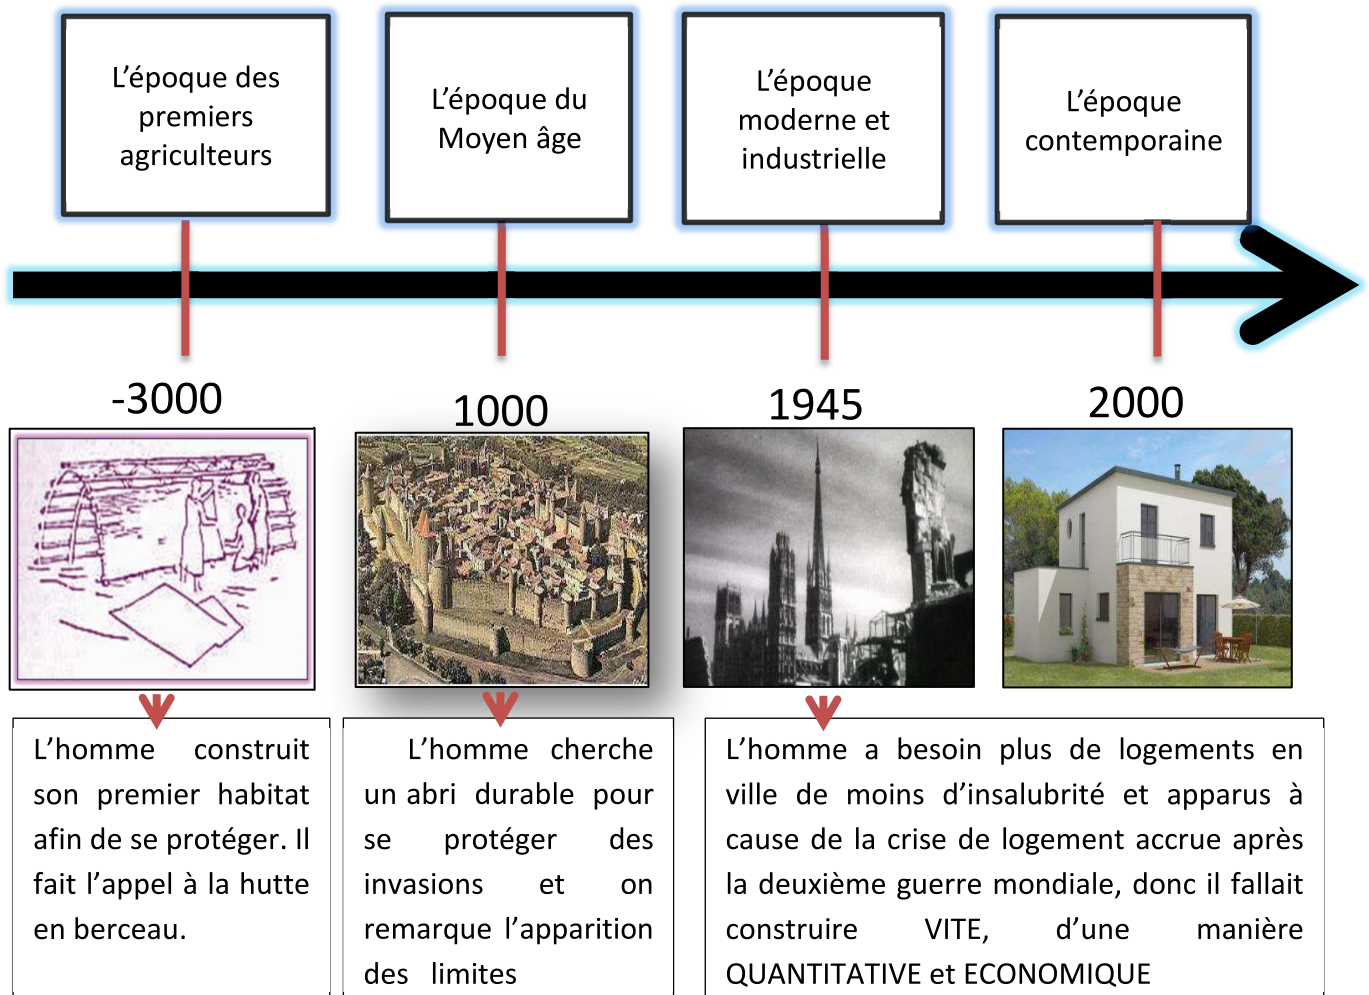 L'époque des
premiers
agriculteurs
L'époque du
Moyen âge
L'époque
moderne et
industrielle
L'époque
contemporaine
-3000
1000
1945
2000
L'homme construit
son premier habitat
afin de se protéger. Il
fait l'appel à la hutte
en berceau.
L'homme cherche
un abri durable pour
se protéger des
invasions et on
remarque l'apparition
des limites
L'homme a besoin plus de logements en
ville de moins d'insalubrité et apparus à
cause de la crise de logement accrue après
la deuxième guerre mondiale, donc il fallait
construire VITE, d'une manière
QUANTITATIVE et ECONOMIQUE